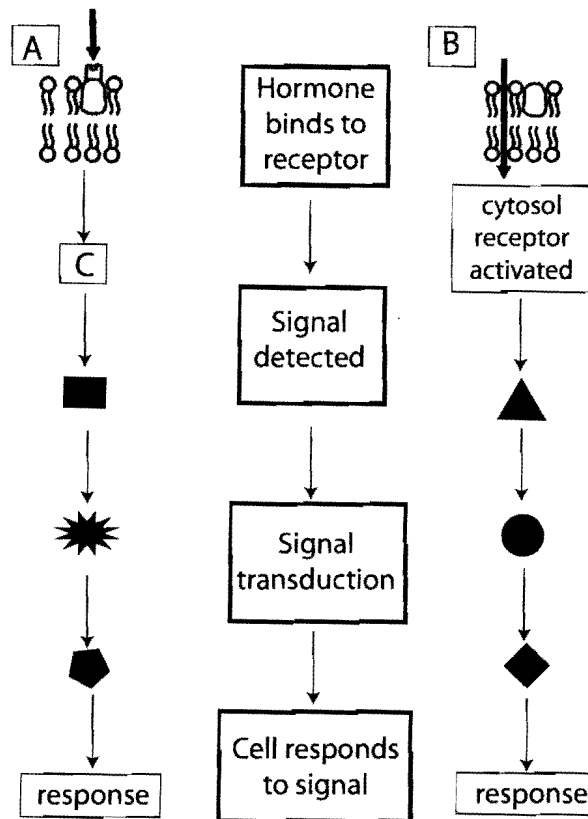 A
C
response
Hormone
binds to
receptor
Signal
detected
Signal
transduction
Cell responds
to signal
B
cytosol
receptor
activated
response